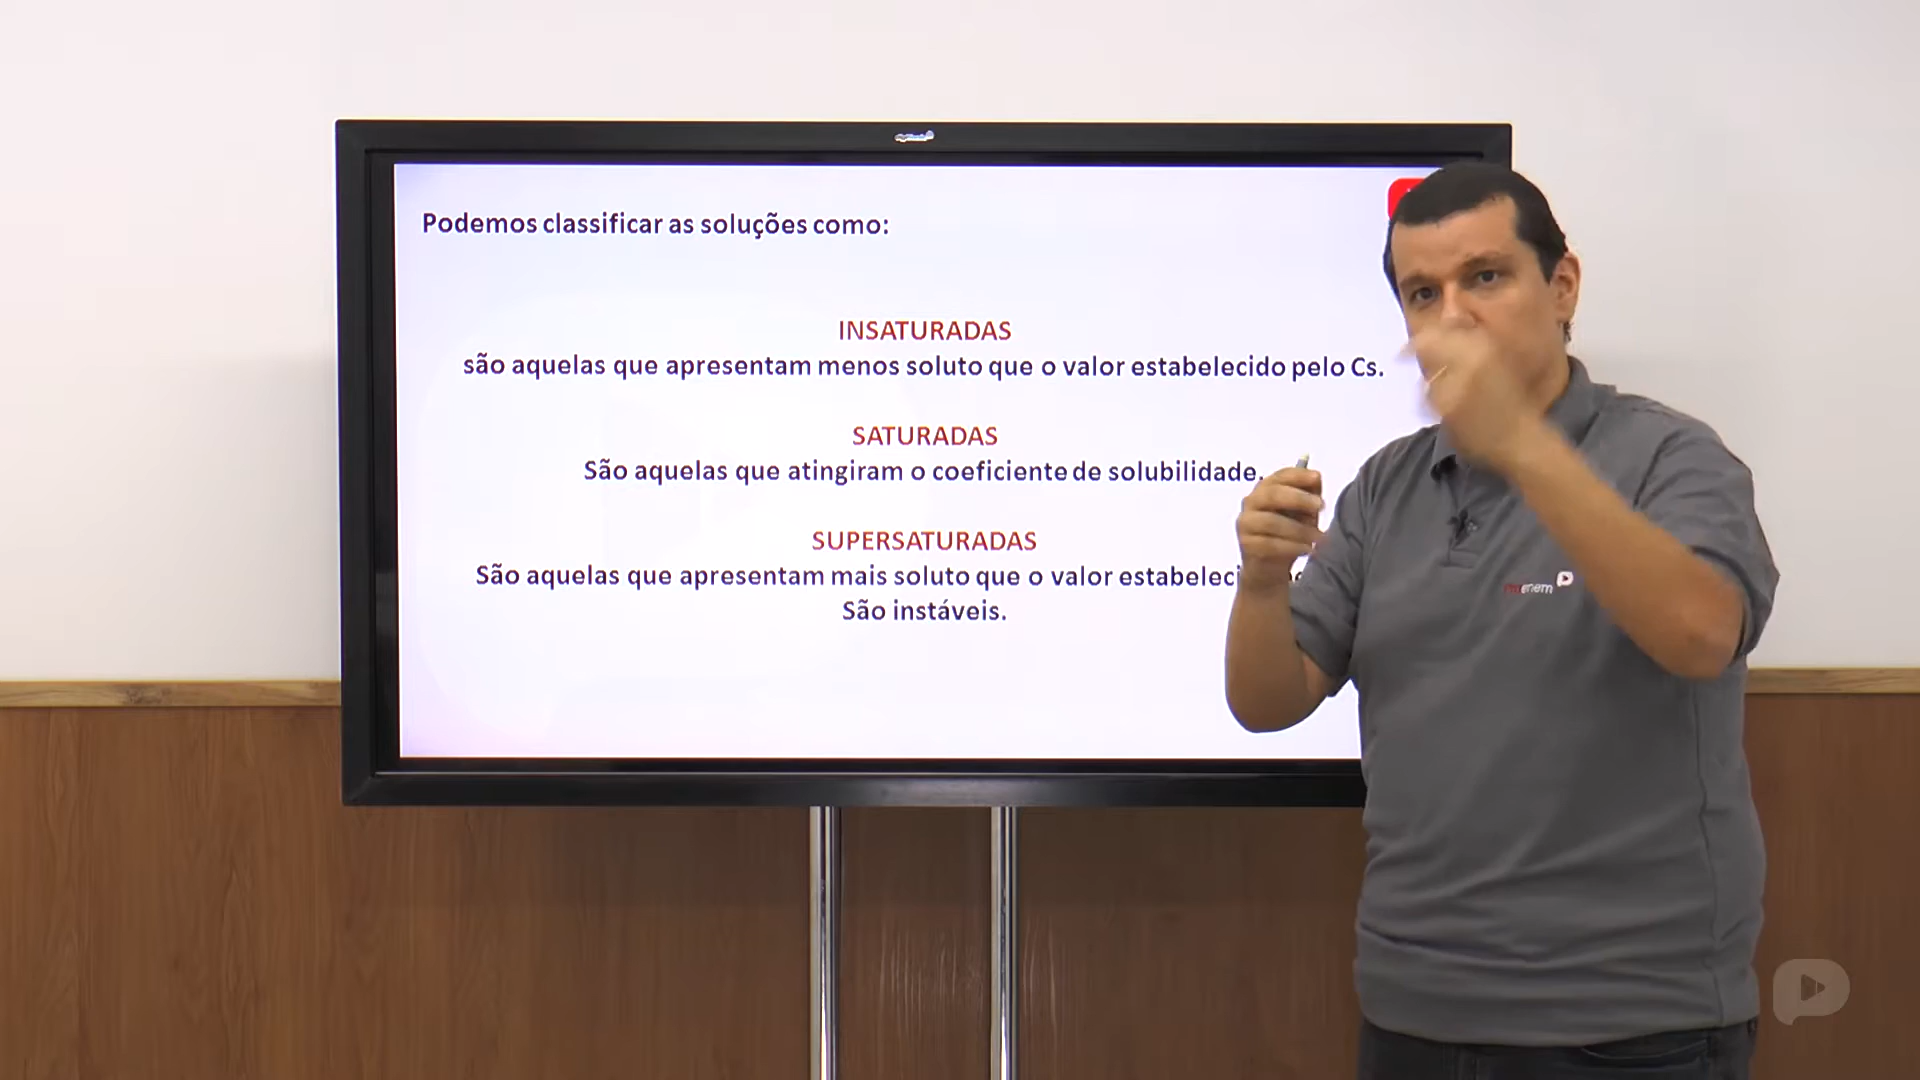 Podemos classificar as soluções como:
INSATURADAS
são aquelas que apresentam menos soluto que o valor estabelecido pelo Cs.
SATURADAS
São aquelas que atingiram o coeficiente de solubilidade.
SUPERSATURADAS
São aquelas que apresentam mais soluto que o valor
São instáveis.
enem